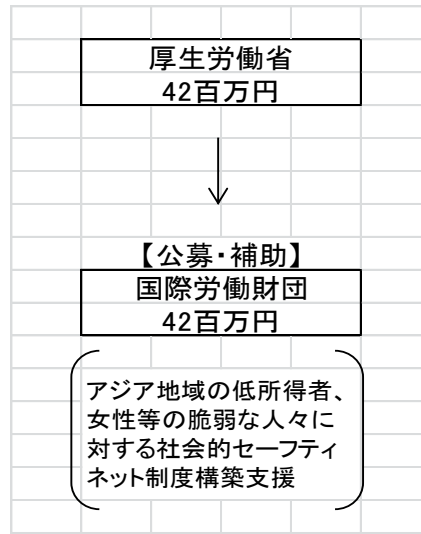 厚生労働省
42百万円
【公募・補助】
国際労働財団
42百万円
アジア地域の低所得者、
女性等の脆弱な人々に
対する社会的セーフティ
ネット制度構築支援